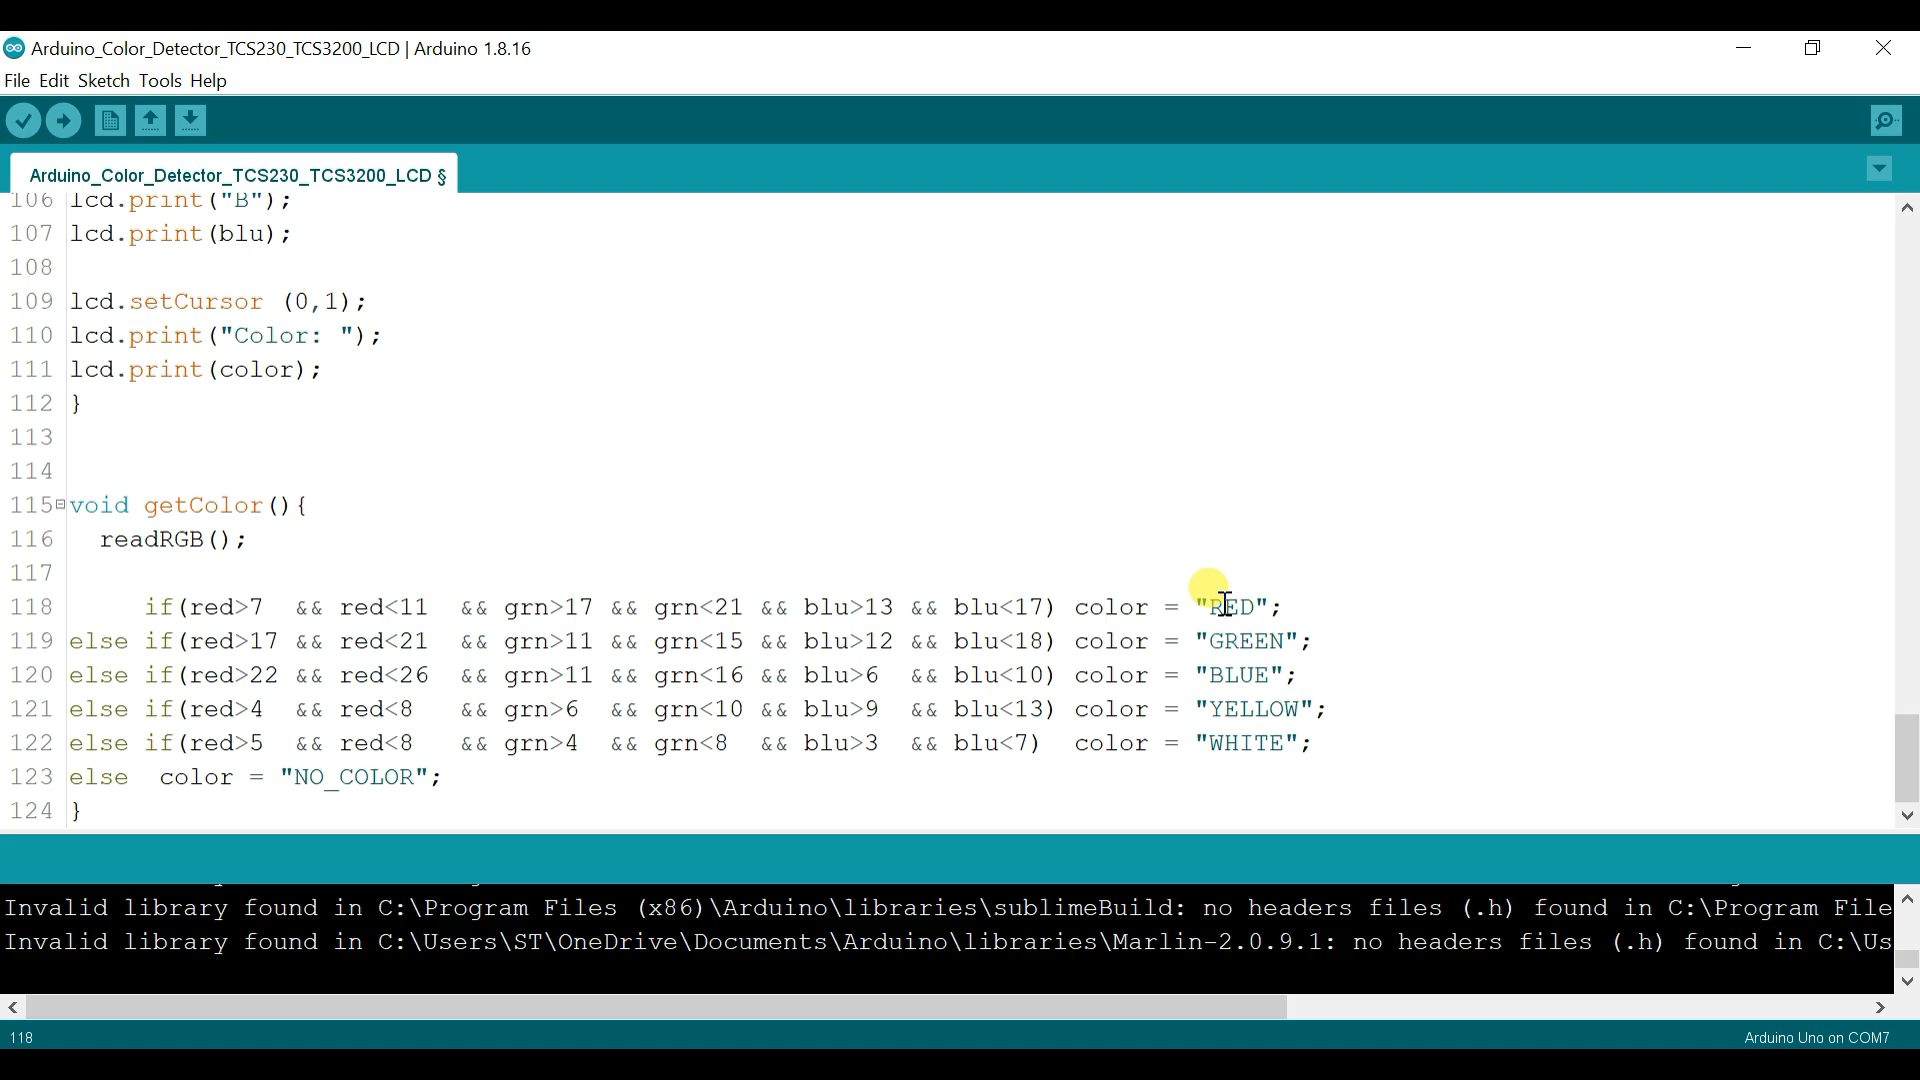 Arduino_Color_Detector_TCS230_TCS3200_LCD | Arduino 1.8.16
File Edit Sketch Tools Help
Arduino_Color_Detector_TCS230_TCS3200_LCD §
106 lcd.print("B");
107 lcd.print(blu);
108
109 lcd.setCursor (0,1);
110 lcd.print("Color: ");
111 lcd.print(color);
112 }
113
114
115 void getColor(){
116   readRGB();
117
118      if(red>7  && red<11  && grn>17 && grn<21 && blu>13 && blu<17) color = "RED";
119 else if(red>17 && red<21  && grn>11 && grn<15 && blu>12 && blu<18) color = "GREEN";
120 else if(red>22 && red<26  && grn>11 && grn<16 && blu>6  && blu<10) color = "BLUE";
121 else if(red>4  && red<8   && grn>6  && grn<10 && blu>9  && blu<13) color = "YELLOW";
122 else if(red>5  && red<8   && grn>4  && grn<8  && blu>3  && blu<7)  color = "WHITE";
123 else  color = "NO_COLOR";
124 }
Invalid library found in C:\Program Files (x86)\Arduino\libraries\sublimeBuild: no headers files (.h) found in C:\Program File
Invalid library found in C:\Users\ST\OneDrive\Documents\Arduino\libraries\Marlin-2.0.9.1: no headers files (.h) found in C:\Us
118
Arduino Uno on COM7